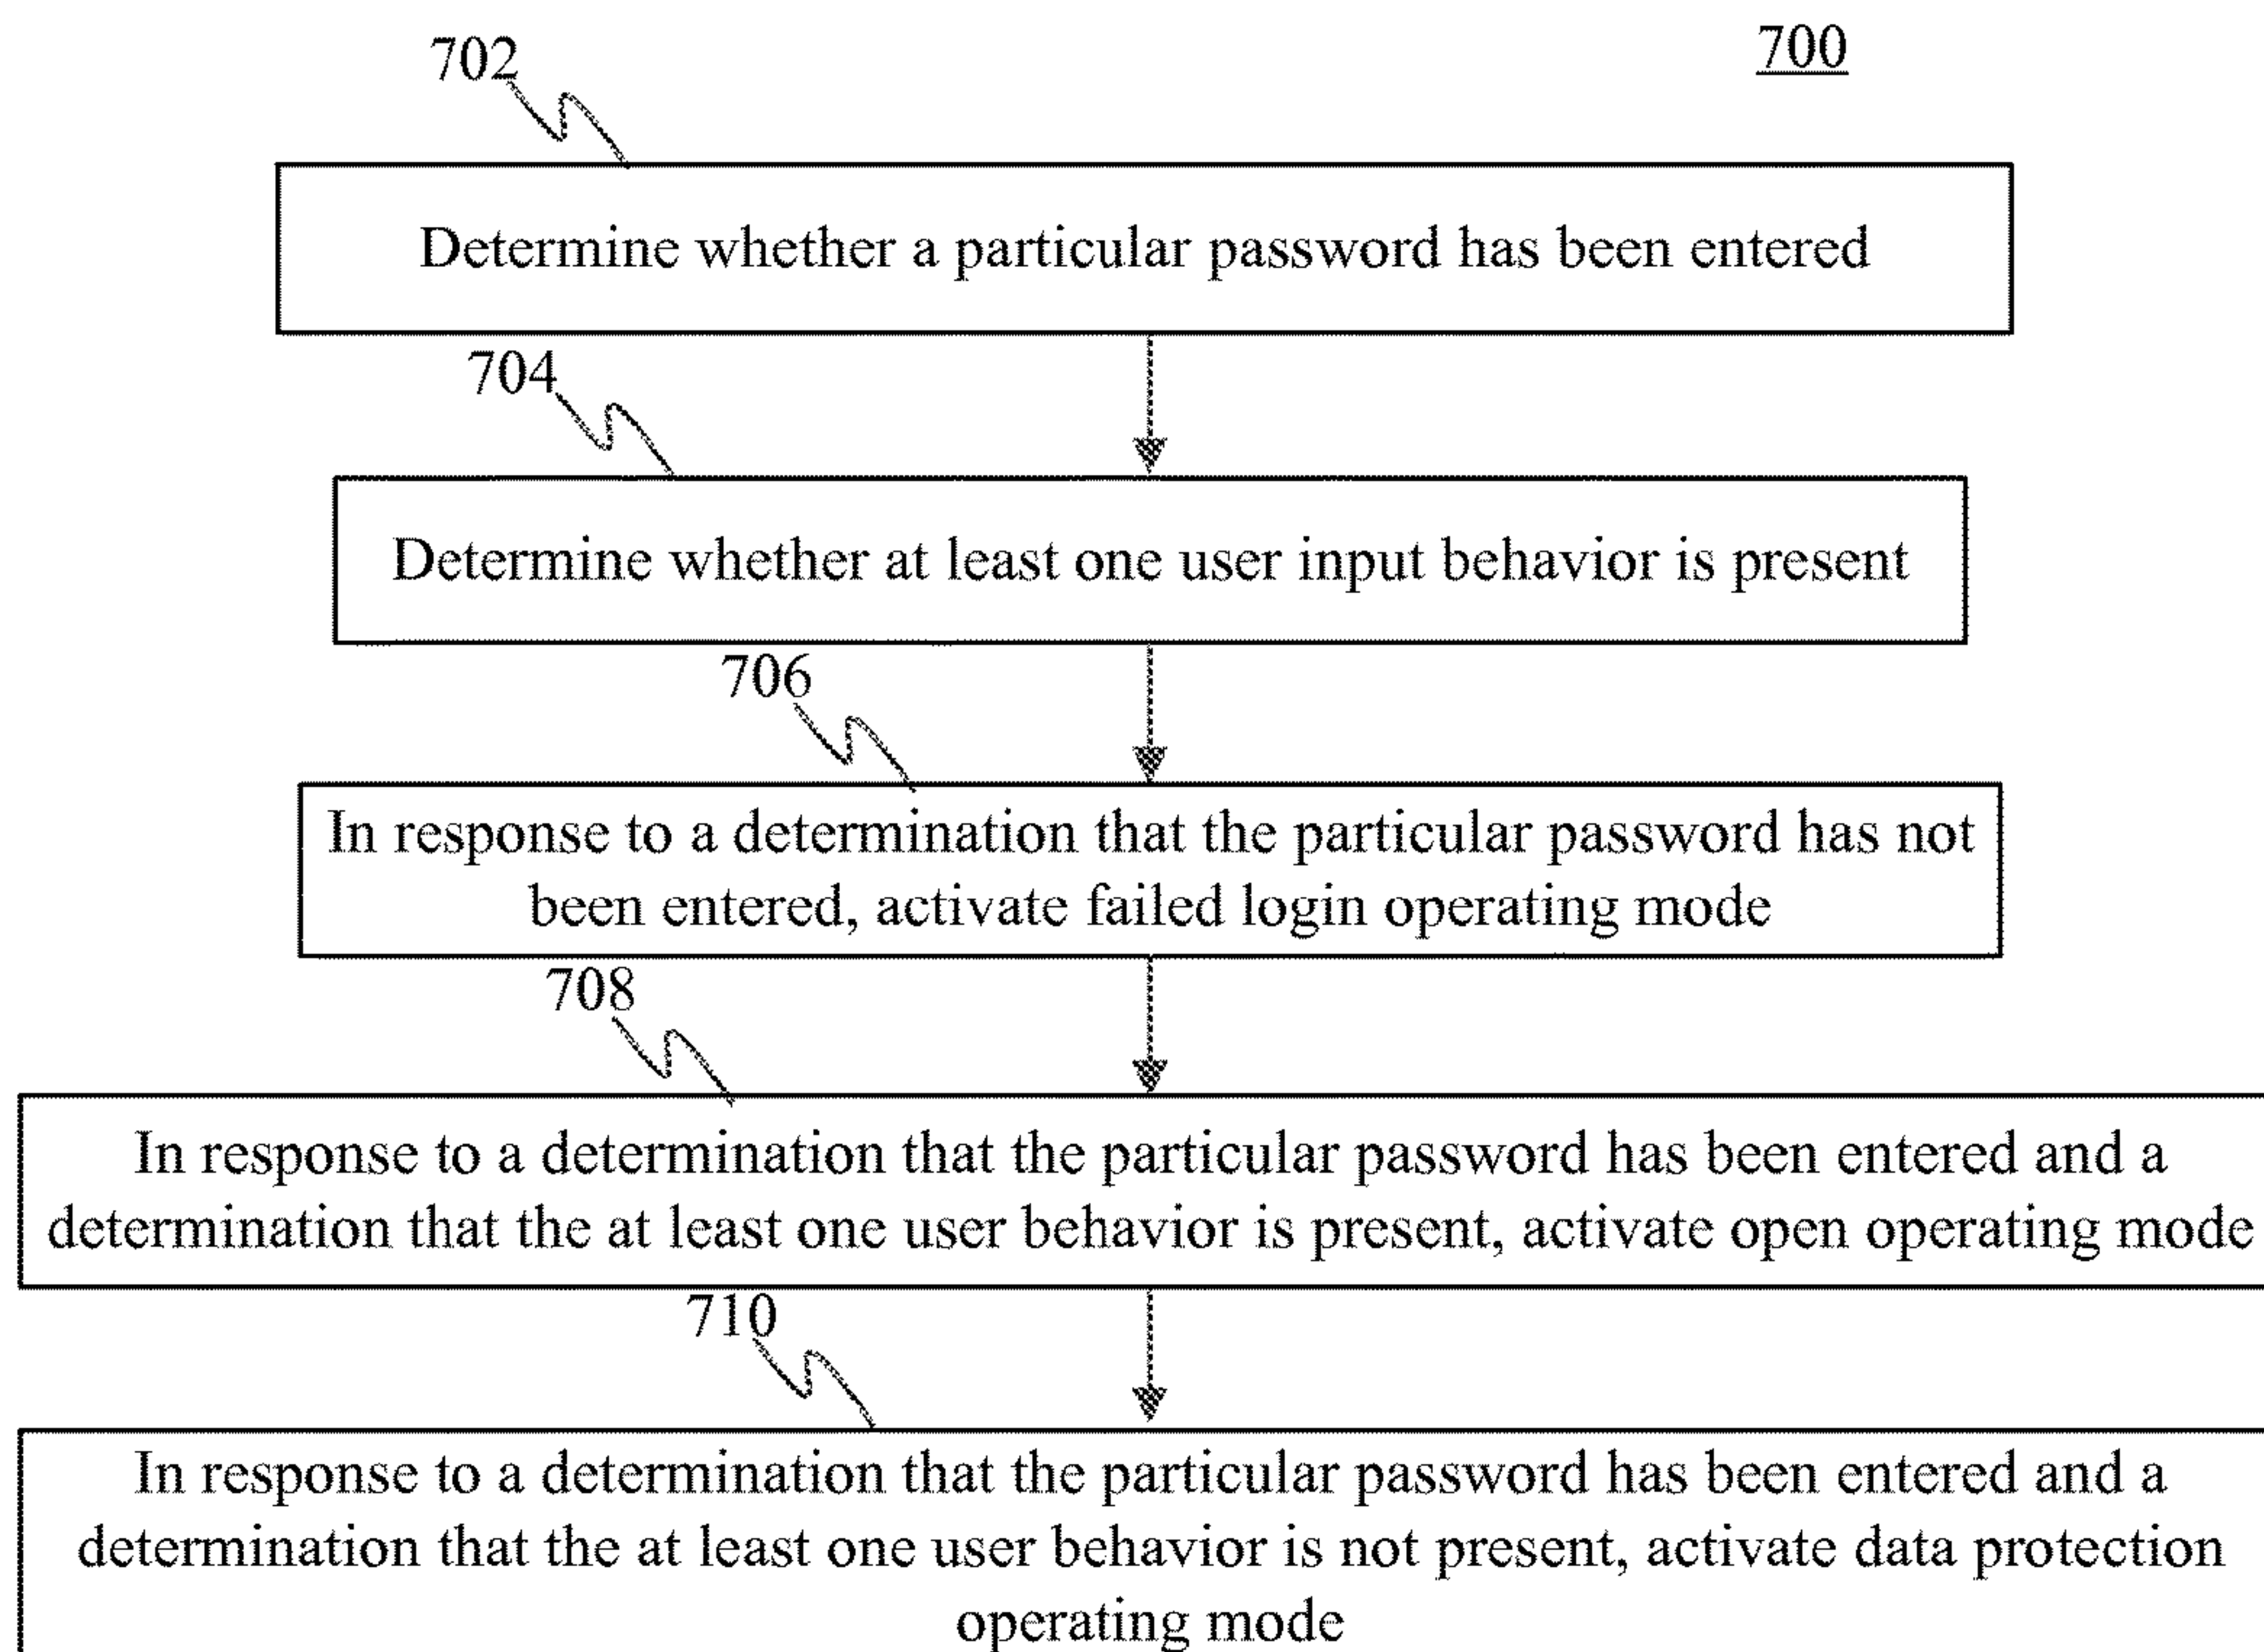 700
702
Determine whether a particular password has been entered
704
Determine whether at least one user input behavior is present
706
In response to a determination that the particular password has not
been entered, activate failed login operating mode
708
In response to a determination that the particular password has been entered and a
determination that the at least one user behavior is present, activate open operating mode
710
In response to a determination that the particular password has been entered and a
determination that the at least one user behavior is not present, activate data protection
operating mode